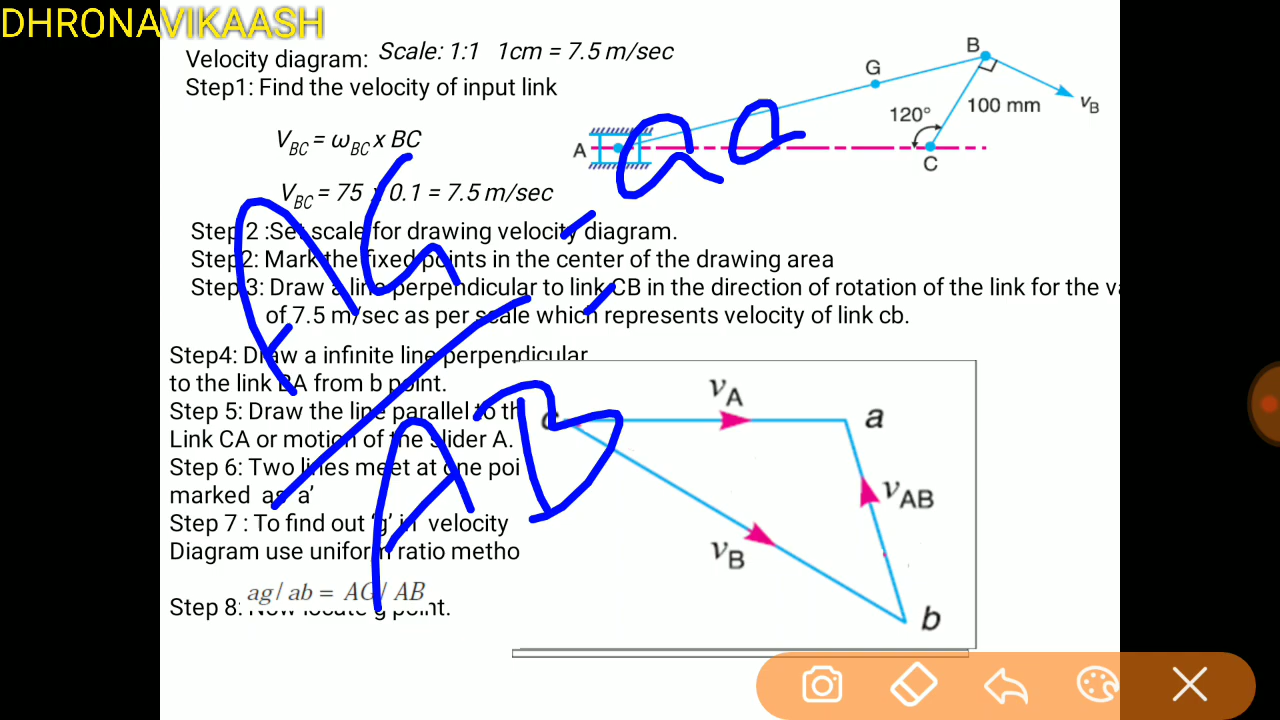 DHRONAVIKAASH
Velocity diagram: Scale: 1:1 1cm = 7.5 m/sec
Step1: Find the velocity of input link
V_BC = ω_BC x BC
V_BC = 75 x 0.1 = 7.5 m/sec
Step 2 :Set scale for drawing velocity diagram.
Step2: Mark the fixed points in the center of the drawing area
Step3: Draw a line perpendicular to link CB in the direction of rotation of the link for the
of 7.5 m/sec as per scale which represents velocity of link cb.
Step4: Draw a infinite line perpendicular
to the link BA from b point.
Step 5: Draw the line parallel to
Link CA or motion of the slider A.
Step 6: Two lines meet at one poi
marked as 'a'
Step 7 : To find out 'g' in velocity
Diagram use uniform ratio metho
ag/ ab = AG/ AB
Step 8: Now locate g point.
B
G
120°
100 mm
v_B
A
C
AG
AB
v_A
c
a
v_AB
v_B
b